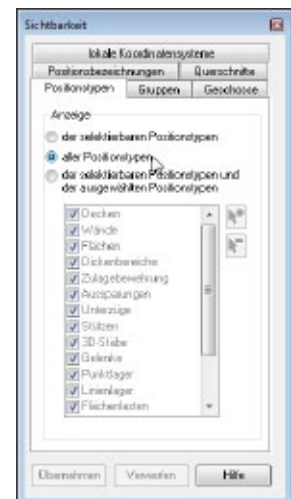 Sichtbarkeit
lokale Koordinatensysteme
Positionsbezeichnungen
Querschnitte
Positionstypen
Gruppen
Geschosse
Anzeige
der selektierbaren Positionstypen
aller Positionstypen
der selektierbaren Positionstypen und
der ausgewählten Positionstypen
Decken
Wände
Flächen
Dickenbereiche
Zulagebewehrung
Aussparungen
Unterzüge
Stützen
3D-Stäbe
Gelenke
Punktlager
Linienlager
Flächenlasten
Übernehmen
Verwerfen
Hilfe